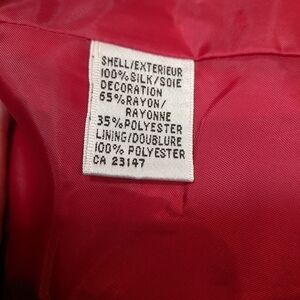 SHELL/EXTERIEUR
100% SILK/SOIE
DECORATION
65% RAYON/
RAYONNE
35% POLYESTER
LINING/DOUBLURE
100% POLYESTER
CA 23147